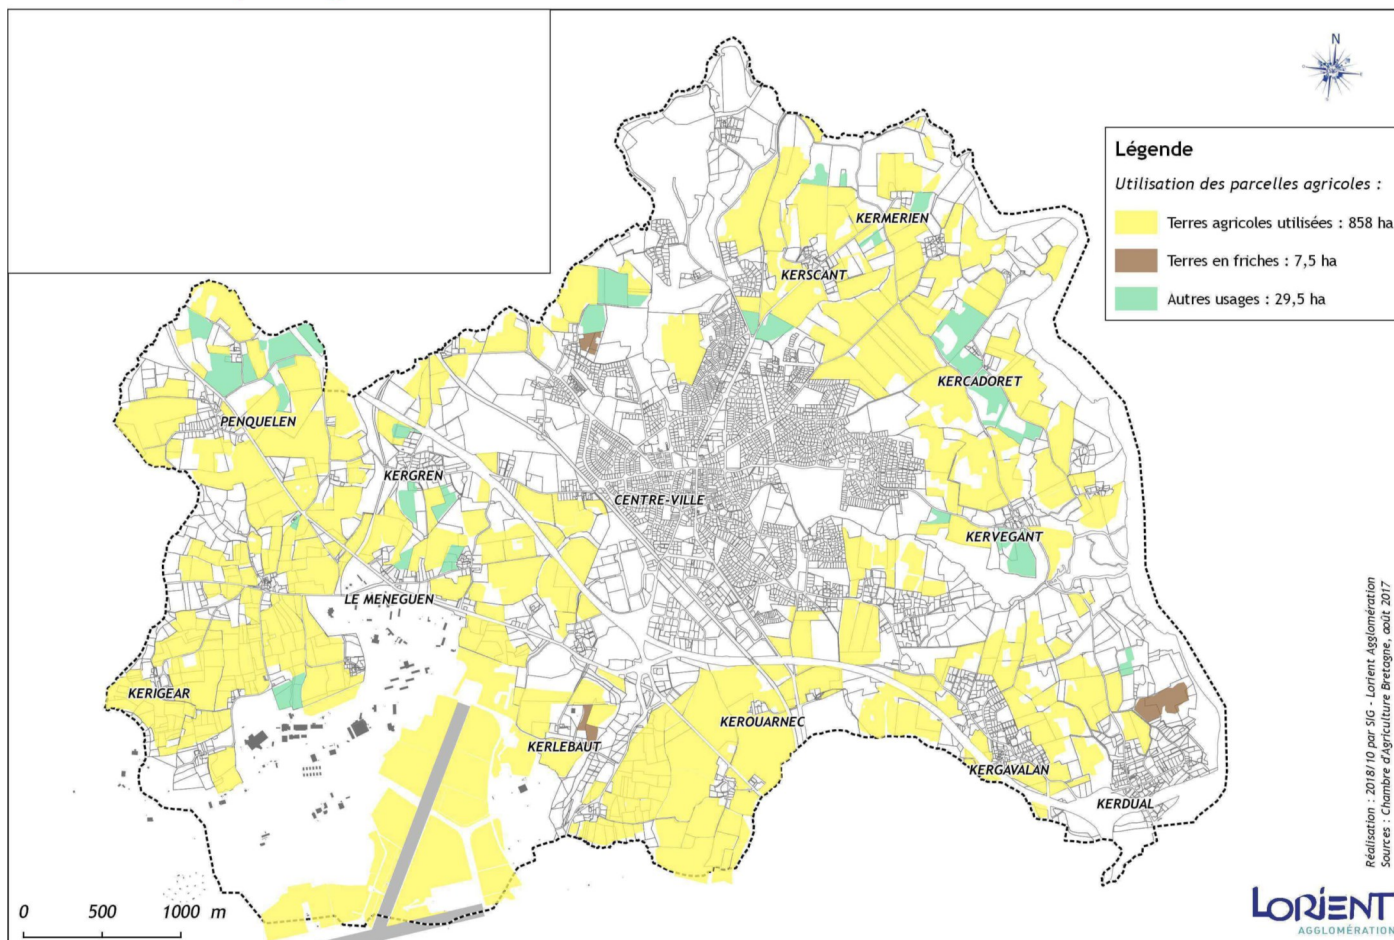 N
Légende
Utilisation des parcelles agricoles :
Terres agricoles utilisées : 858 ha
Terres en friches : 7,5 ha
Autres usages : 29,5 ha
KERMERIEN
KERSCANT
KERCADORET
PENQUELEN
KERGREN
CENTRE-VILLE
KERVEGANT
LE MENEGUEN
KERIGEAR
KEROUARNEC
KERLEBAUT
KERGAVALAN
KERDUAL
Réalisation : 2018/10 par SIG - Lorient Agglomération
Sources : Chambre d'Agriculture Bretagne, août 2017
0 500 1000 m
LORIENT
AGGLOMÉRATION